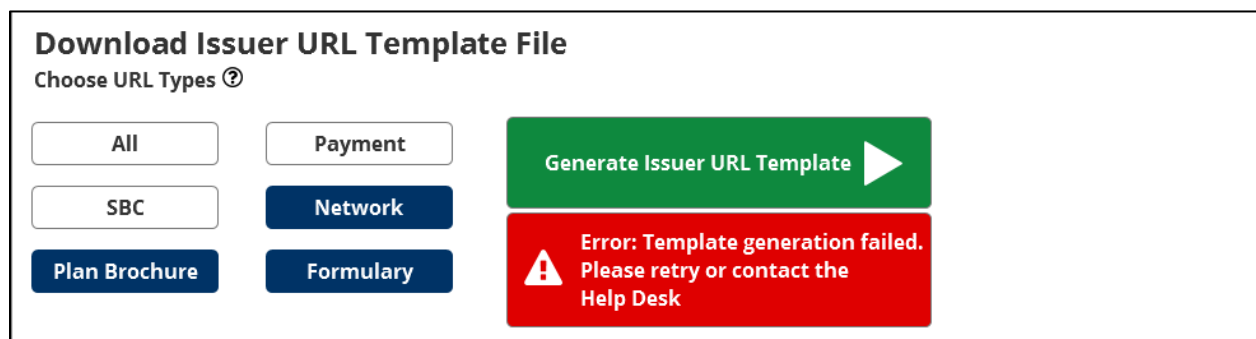 Download Issuer URL Template File
Choose URL Types ?
All
Payment
SBC
Network
Plan Brochure
Formulary
Generate Issuer URL Template
Error: Template generation failed.
Please retry or contact the
Help Desk